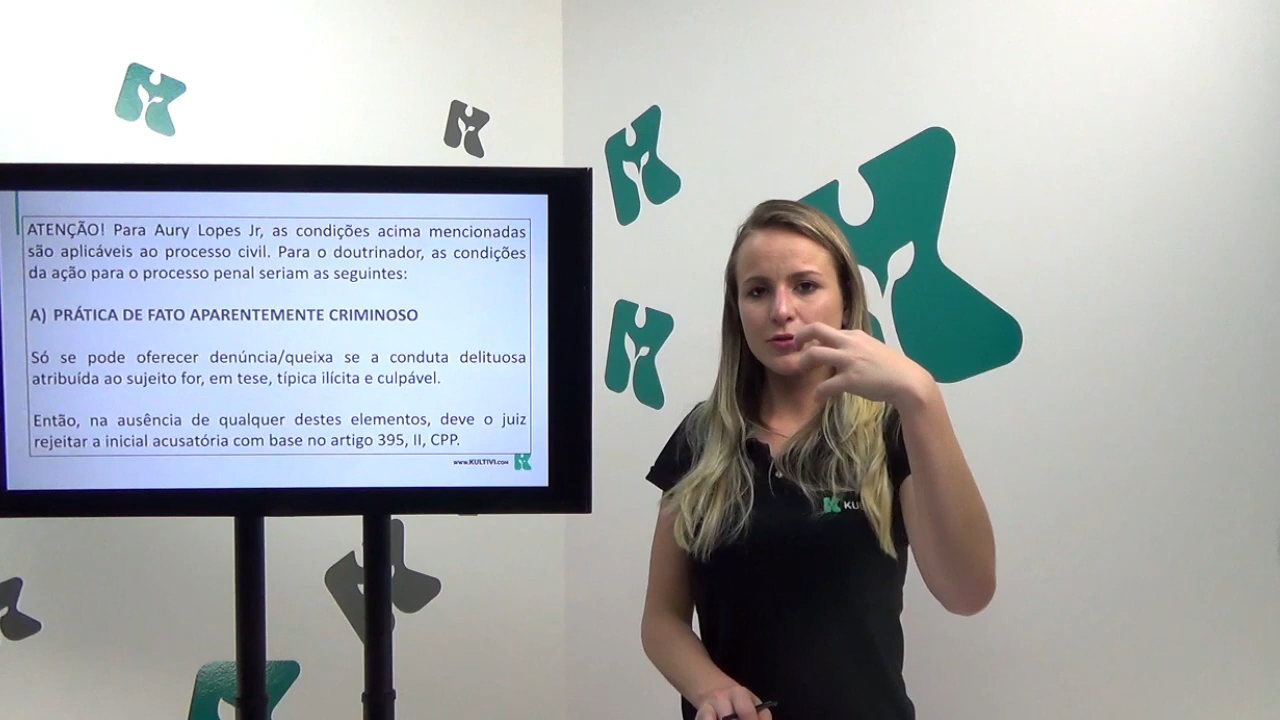 ATENÇÃO! Para Aury Lopes Jr, as condições acima mencionadas
são aplicáveis ao processo civil. Para o doutrinador, as condições
da ação para o processo penal seriam as seguintes:
A) PRÁTICA DE FATO APARENTEMENTE CRIMINOSO
Só se pode oferecer denúncia/queixa se a conduta delituosa
atribuída ao sujeito for, em tese, típica ilícita e culpável.
Então, na ausência de qualquer destes elementos, deve o juiz
rejeitar a inicial acusatória com base no artigo 395, II, CPP.
www.KULTIVI.com